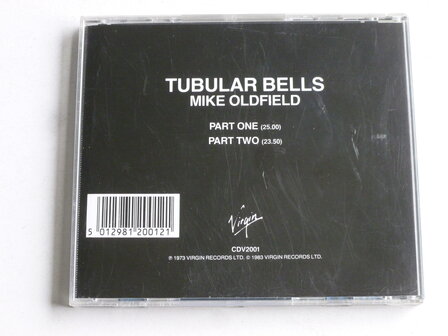 TUBULAR BELLS
MIKE OLDFIELD
PART ONE (25.00)
PART TWO (23.50)
5 012981 200121
Virgin
CDV2001
℗ 1973 VIRGIN RECORDS LTD. © 1983 VIRGIN RECORDS LTD.